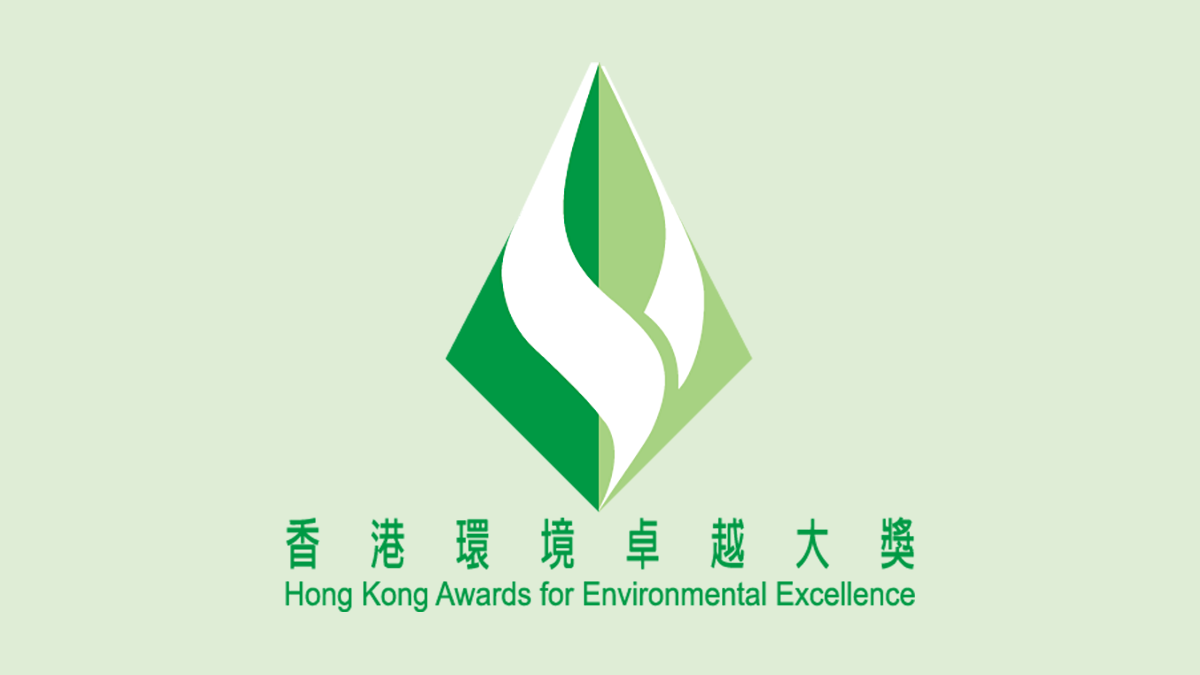 香港環境卓越大獎
Hong Kong Awards for Environmental Excellence